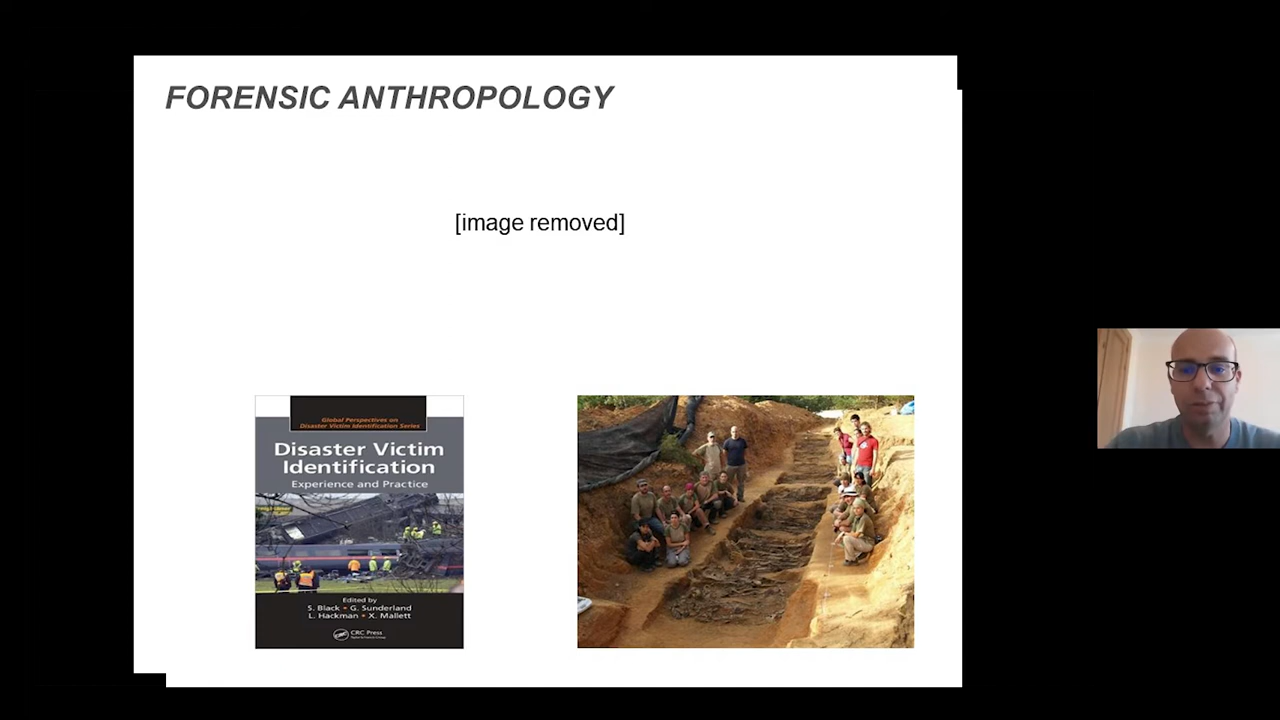 FORENSIC ANTHROPOLOGY
[image removed]
Global Perspectives on
Disaster Victim Identification Series
Disaster Victim
Identification
Experience and Practice
Edited by
S. Black • G. Sunderland
L. Hackman • X. Mallett
CRC Press